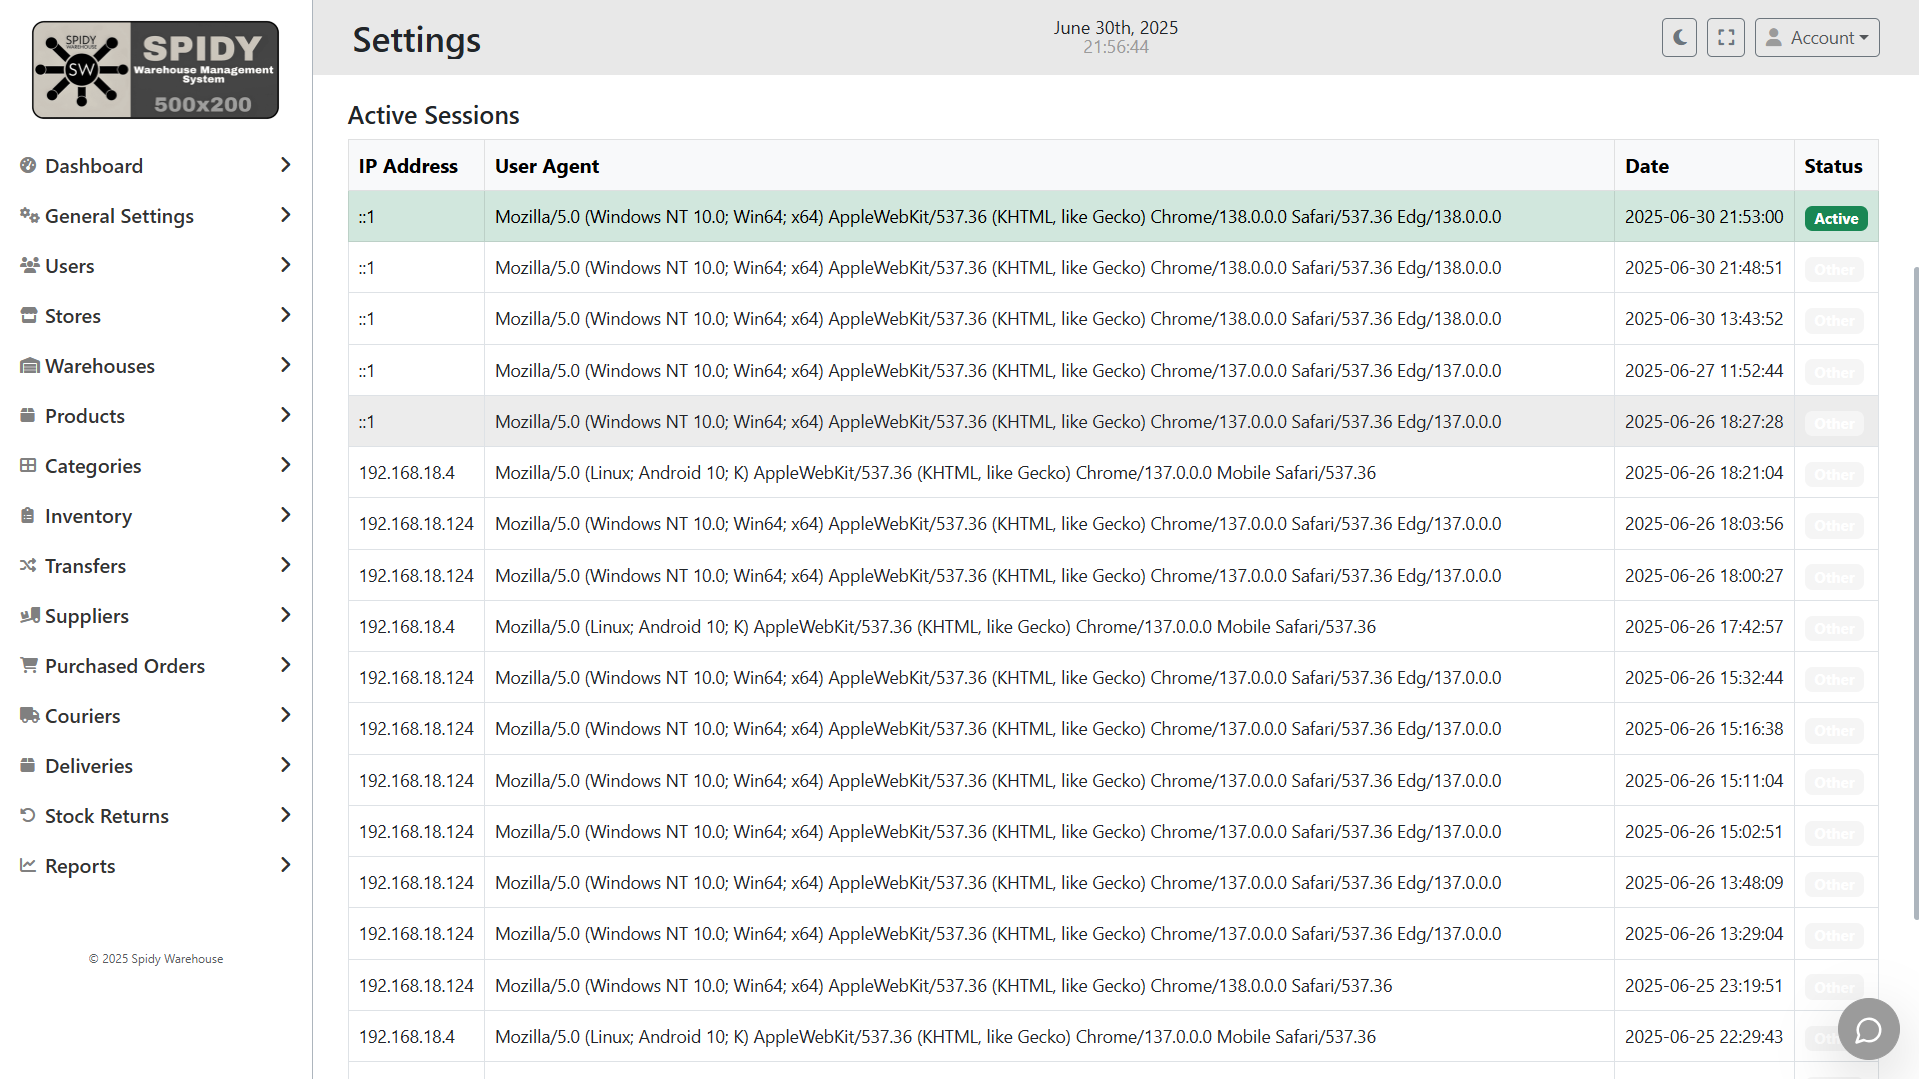 SPIDY
WAREHOUSE
SW
SPIDY
Warehouse Management
System
500x200
Dashboard
General Settings
Users
Stores
Warehouses
Products
Categories
Inventory
Transfers
Suppliers
Purchased Orders
Couriers
Deliveries
Stock Returns
Reports
© 2025 Spidy Warehouse
Settings
June 30th, 2025
21:56:44
Account
Active Sessions
IP Address User Agent Date Status
::1 Mozilla/5.0 (Windows NT 10.0; Win64; x64) AppleWebKit/537.36 (KHTML, like Gecko) Chrome/138.0.0.0 Safari/537.36 Edg/138.0.0.0 2025-06-30 21:53:00 Active
::1 Mozilla/5.0 (Windows NT 10.0; Win64; x64) AppleWebKit/537.36 (KHTML, like Gecko) Chrome/138.0.0.0 Safari/537.36 Edg/138.0.0.0 2025-06-30 21:48:51 Other
::1 Mozilla/5.0 (Windows NT 10.0; Win64; x64) AppleWebKit/537.36 (KHTML, like Gecko) Chrome/138.0.0.0 Safari/537.36 Edg/138.0.0.0 2025-06-30 13:43:52 Other
::1 Mozilla/5.0 (Windows NT 10.0; Win64; x64) AppleWebKit/537.36 (KHTML, like Gecko) Chrome/137.0.0.0 Safari/537.36 Edg/137.0.0.0 2025-06-27 11:52:44 Other
::1 Mozilla/5.0 (Windows NT 10.0; Win64; x64) AppleWebKit/537.36 (KHTML, like Gecko) Chrome/137.0.0.0 Safari/537.36 Edg/137.0.0.0 2025-06-26 18:27:28 Other
192.168.18.4 Mozilla/5.0 (Linux; Android 10; K) AppleWebKit/537.36 (KHTML, like Gecko) Chrome/137.0.0.0 Mobile Safari/537.36 2025-06-26 18:21:04 Other
192.168.18.124 Mozilla/5.0 (Windows NT 10.0; Win64; x64) AppleWebKit/537.36 (KHTML, like Gecko) Chrome/137.0.0.0 Safari/537.36 Edg/137.0.0.0 2025-06-26 18:03:56 Other
192.168.18.124 Mozilla/5.0 (Windows NT 10.0; Win64; x64) AppleWebKit/537.36 (KHTML, like Gecko) Chrome/137.0.0.0 Safari/537.36 Edg/137.0.0.0 2025-06-26 18:00:27 Other
192.168.18.4 Mozilla/5.0 (Linux; Android 10; K) AppleWebKit/537.36 (KHTML, like Gecko) Chrome/137.0.0.0 Mobile Safari/537.36 2025-06-26 17:42:57 Other
192.168.18.124 Mozilla/5.0 (Windows NT 10.0; Win64; x64) AppleWebKit/537.36 (KHTML, like Gecko) Chrome/137.0.0.0 Safari/537.36 Edg/137.0.0.0 2025-06-26 15:32:44 Other
192.168.18.124 Mozilla/5.0 (Windows NT 10.0; Win64; x64) AppleWebKit/537.36 (KHTML, like Gecko) Chrome/137.0.0.0 Safari/537.36 Edg/137.0.0.0 2025-06-26 15:16:38 Other
192.168.18.124 Mozilla/5.0 (Windows NT 10.0; Win64; x64) AppleWebKit/537.36 (KHTML, like Gecko) Chrome/137.0.0.0 Safari/537.36 Edg/137.0.0.0 2025-06-26 15:11:04 Other
192.168.18.124 Mozilla/5.0 (Windows NT 10.0; Win64; x64) AppleWebKit/537.36 (KHTML, like Gecko) Chrome/137.0.0.0 Safari/537.36 Edg/137.0.0.0 2025-06-26 15:02:51 Other
192.168.18.124 Mozilla/5.0 (Windows NT 10.0; Win64; x64) AppleWebKit/537.36 (KHTML, like Gecko) Chrome/137.0.0.0 Safari/537.36 Edg/137.0.0.0 2025-06-26 13:48:09 Other
192.168.18.124 Mozilla/5.0 (Windows NT 10.0; Win64; x64) AppleWebKit/537.36 (KHTML, like Gecko) Chrome/137.0.0.0 Safari/537.36 Edg/137.0.0.0 2025-06-26 13:29:04 Other
192.168.18.124 Mozilla/5.0 (Windows NT 10.0; Win64; x64) AppleWebKit/537.36 (KHTML, like Gecko) Chrome/138.0.0.0 Safari/537.36 2025-06-25 23:19:51 Other
192.168.18.4 Mozilla/5.0 (Linux; Android 10; K) AppleWebKit/537.36 (KHTML, like Gecko) Chrome/137.0.0.0 Mobile Safari/537.36 2025-06-25 22:29:43